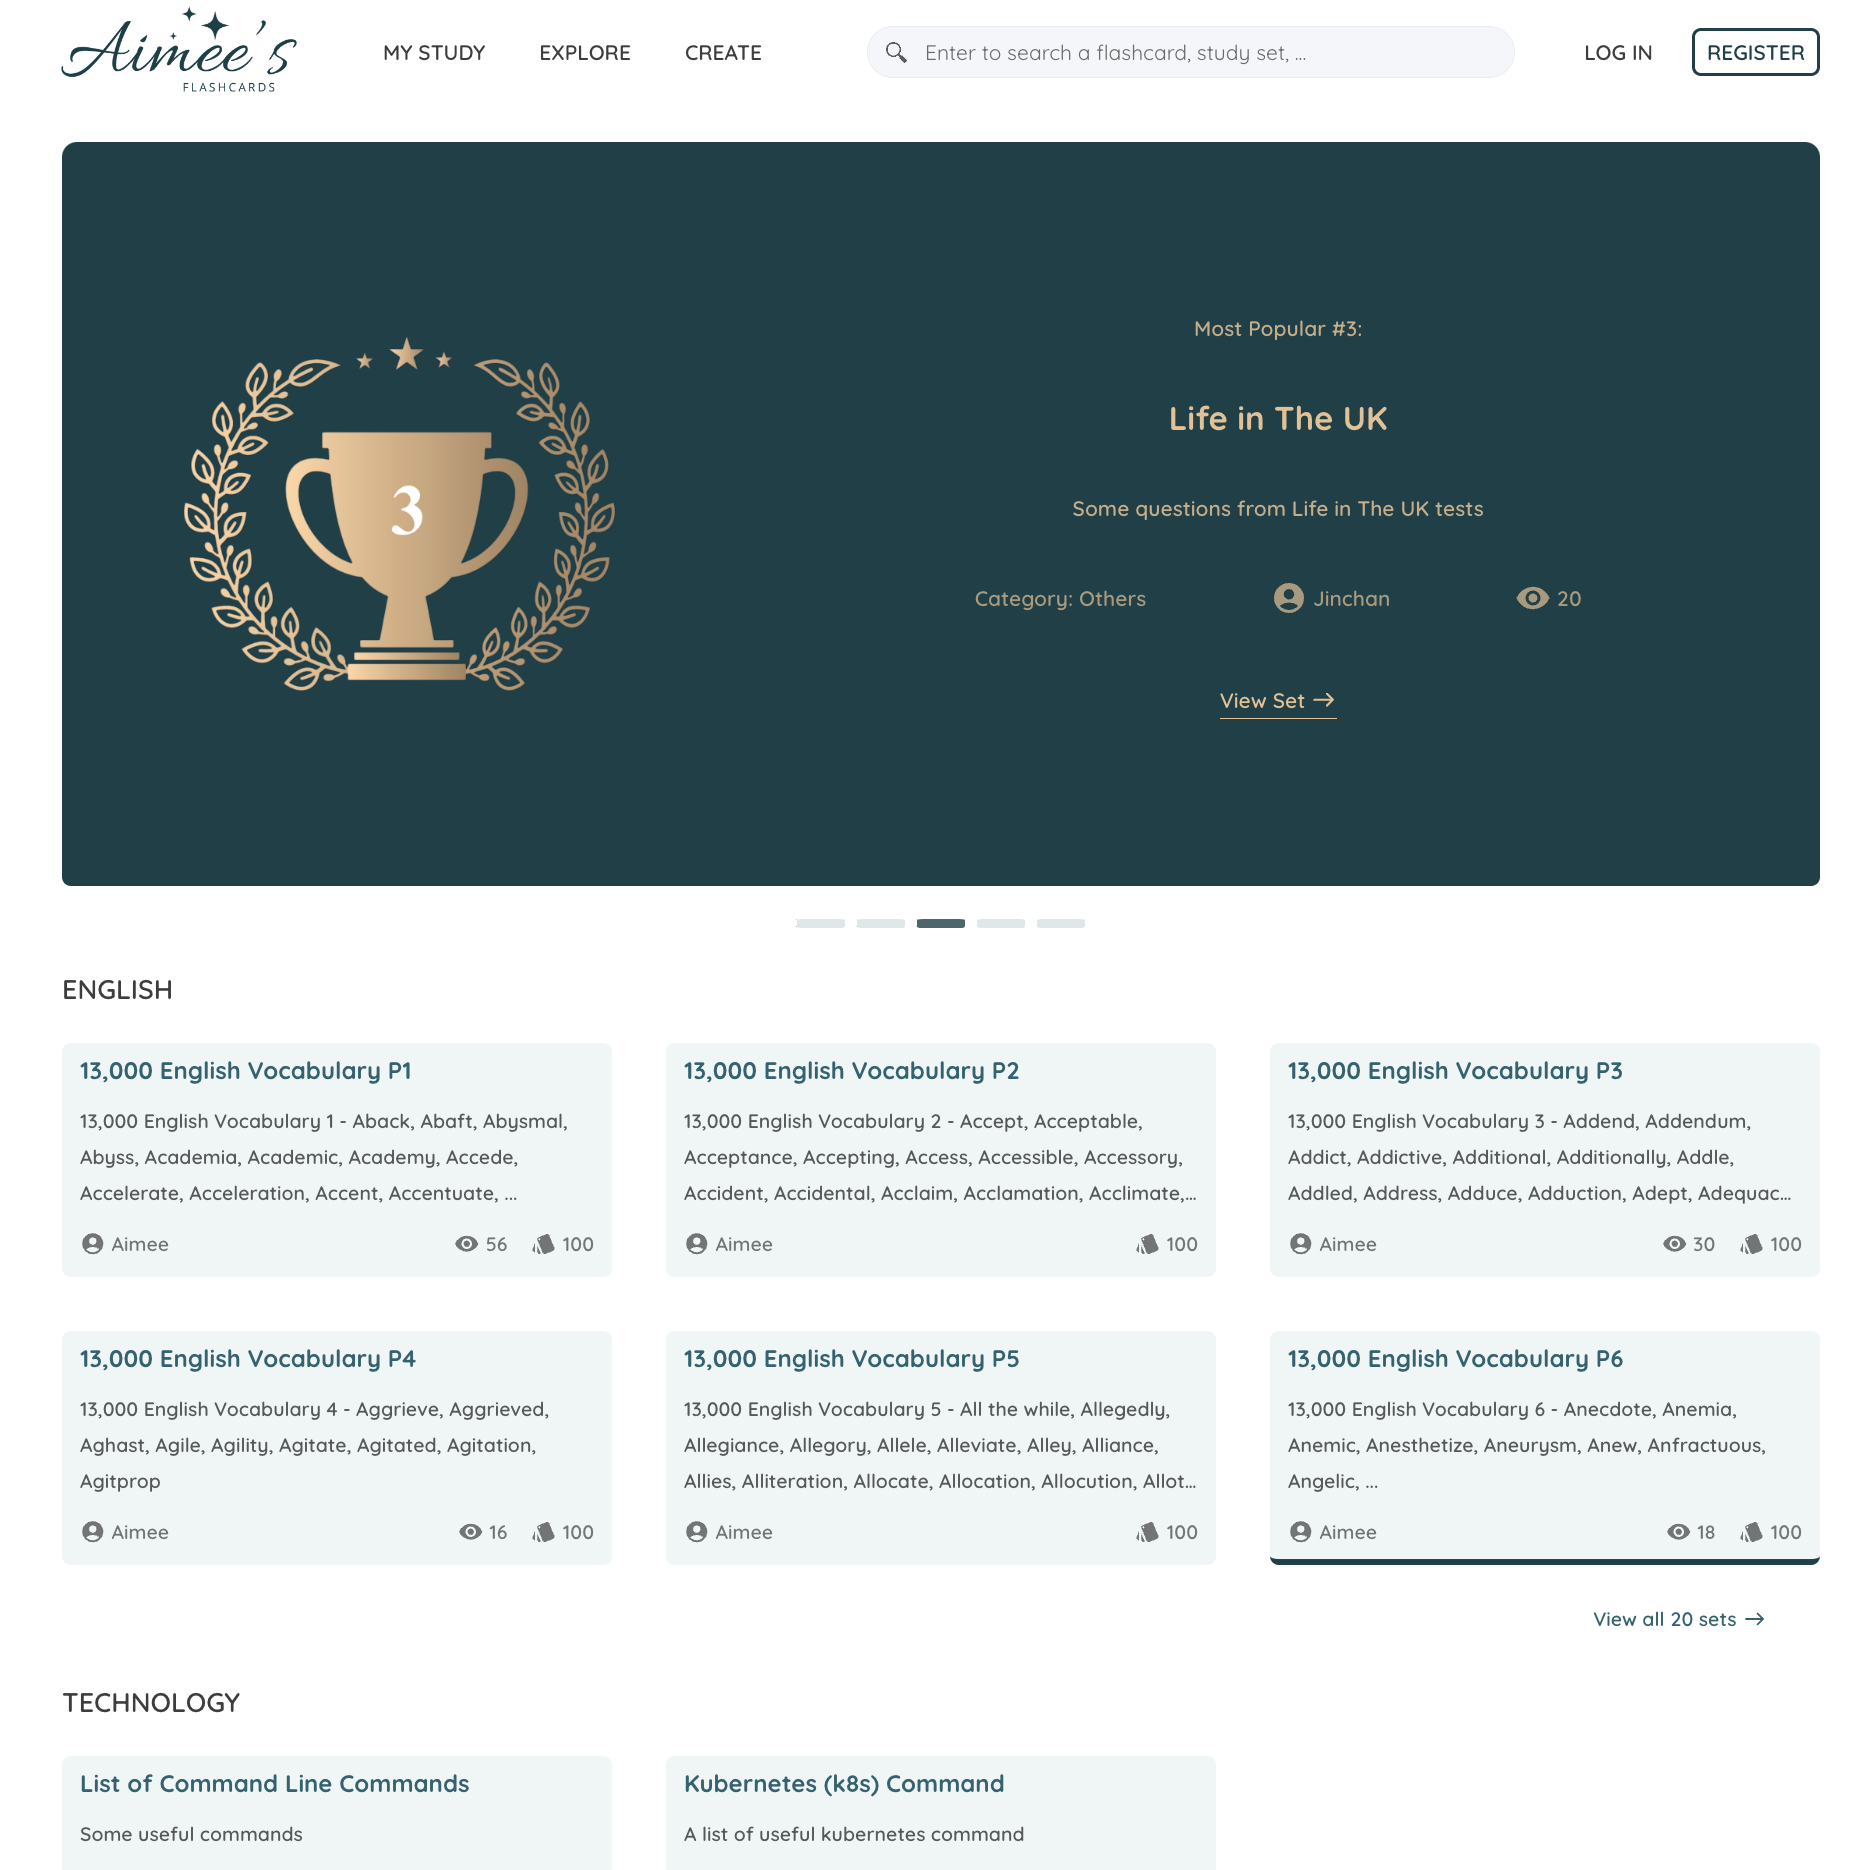 Aimee's
FLASHCARDS
MY STUDY
EXPLORE
CREATE
Enter to search a flashcard, study set, ...
LOG IN
REGISTER
3
Most Popular #3:
Life in The UK
Some questions from Life in The UK tests
Category: Others
Jinchan
20
View Set →
ENGLISH
13,000 English Vocabulary P1
13,000 English Vocabulary 1 - Aback, Abaft, Abysmal,
Abyss, Academia, Academic, Academy, Accede,
Accelerate, Acceleration, Accent, Accentuate, ...
Aimee
56
100
13,000 English Vocabulary P2
13,000 English Vocabulary 2 - Accept, Acceptable,
Acceptance, Accepting, Access, Accessible, Accessory,
Accident, Accidental, Acclaim, Acclamation, Acclimate,...
Aimee
100
13,000 English Vocabulary P3
13,000 English Vocabulary 3 - Addend, Addendum,
Addict, Addictive, Additional, Additionally, Addle,
Addled, Address, Adduce, Adduction, Adept, Adequac...
Aimee
30
100
13,000 English Vocabulary P4
13,000 English Vocabulary 4 - Aggrieve, Aggrieved,
Aghast, Agile, Agility, Agitate, Agitated, Agitation,
Agitprop
Aimee
16
100
13,000 English Vocabulary P5
13,000 English Vocabulary 5 - All the while, Allegedly,
Allegiance, Allegory, Allele, Alleviate, Alley, Alliance,
Allies, Alliteration, Allocate, Allocation, Allocution, Allot...
Aimee
100
13,000 English Vocabulary P6
13,000 English Vocabulary 6 - Anecdote, Anemia,
Anemic, Anesthetize, Aneurysm, Anew, Anfractuous,
Angelic, ...
Aimee
18
100
View all 20 sets →
TECHNOLOGY
List of Command Line Commands
Some useful commands
Kubernetes (k8s) Command
A list of useful kubernetes command